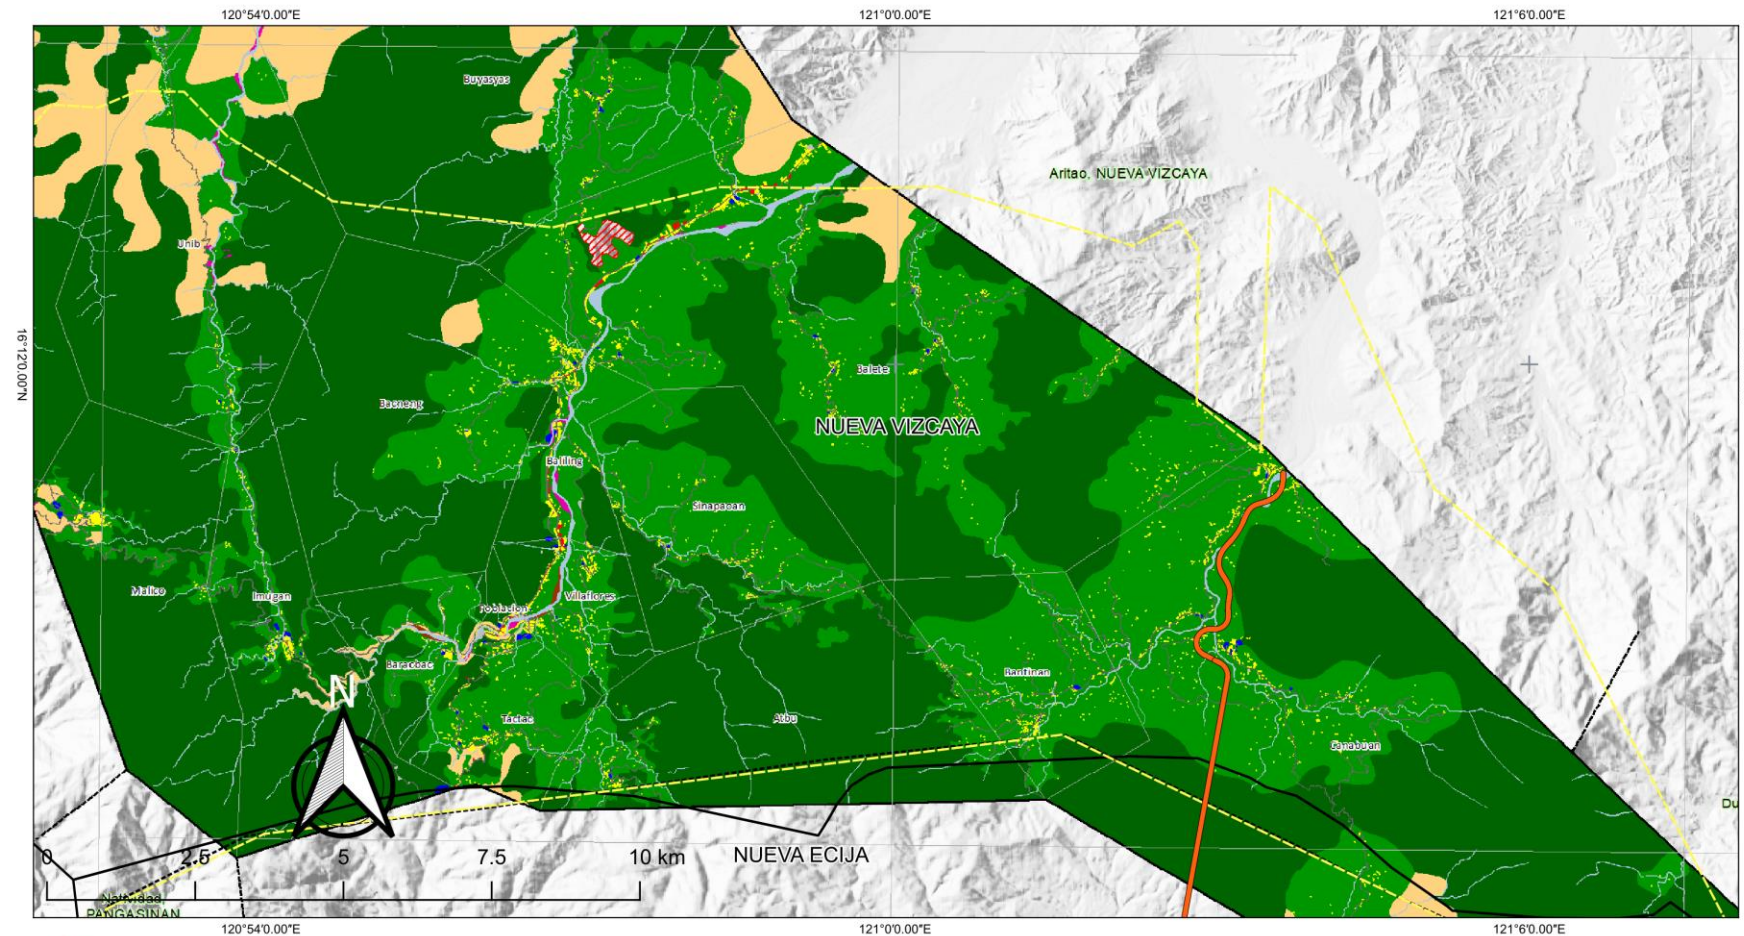 120°54'0.00"E
121°0'0.00"E
121°6'0.00"E
Buyasyas
Aritao, NUEVA VIZCAYA
Unib
16°12'0.00"N
Balete
Bacneng
NUEVA VIZCAYA
Baliling
Sinapaoan
Malico
Imugan
Poblacion
Villaflores
Baracbac
Bantinan
N
Tactac
Atbu
Canabuan
Du
0
2.5
5
7.5
10 km
NUEVA ECIJA
Natividad,
PANGASINAN
120°54'0.00"E
121°0'0.00"E
121°6'0.00"E